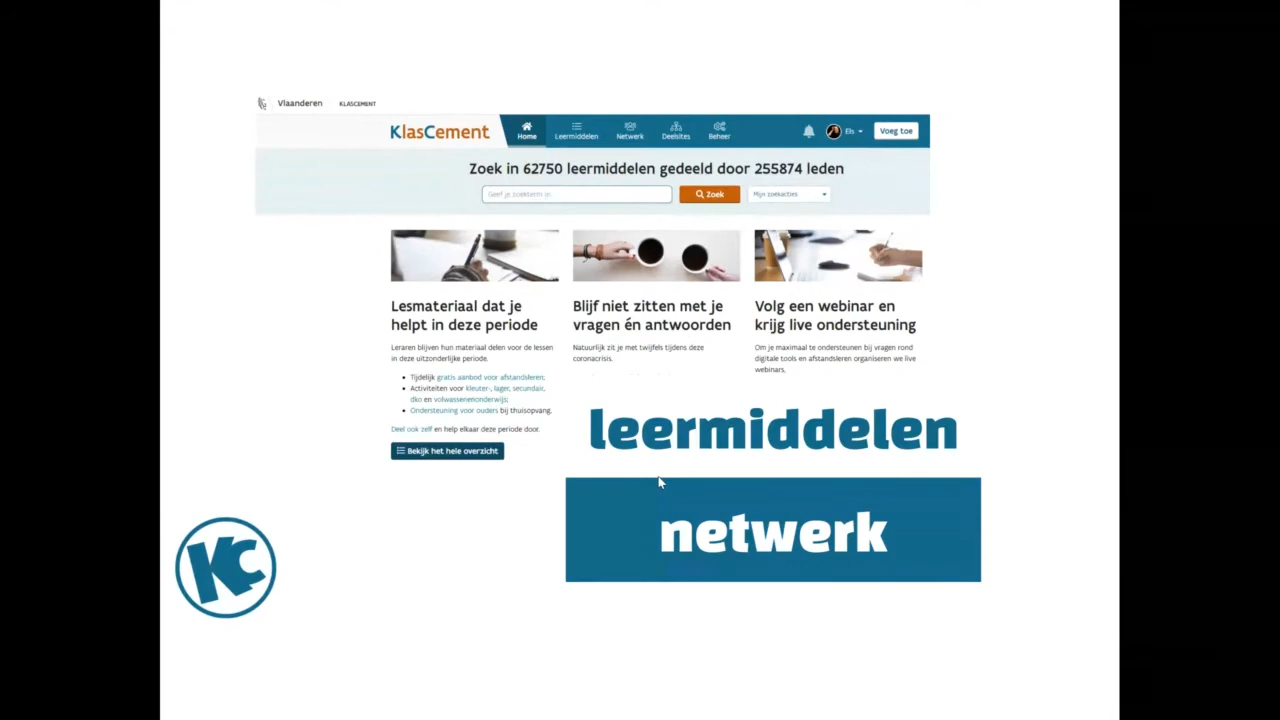 Vlaanderen
KLASCEMENT
KlasCement
Home
Leermiddelen
Netwerk
Deelsites
Beheer
Els
Voeg toe
Zoek in 62750 leermiddelen gedeeld door 255874 leden
Geef je zoekterm in
Zoek
Mijn zoekacties
Lesmateriaal dat je
helpt in deze periode
Leraren blijven hun materiaal delen voor de lessen
in deze uitzonderlijke periode.
Tijdelijk gratis aanbod voor afstandsleren;
Activiteiten voor kleuter-, lager, secundair,
dko en volwassenenonderwijs;
Ondersteuning voor ouders bij thuisopvang.
Deel ook zelf en help elkaar deze periode door.
Bekijk het hele overzicht
Blijf niet zitten met je
vragen én antwoorden
Natuurlijk zit je met twijfels tijdens deze
coronacrisis.
Volg een webinar en
krijg live ondersteuning
Om je maximaal te ondersteunen bij vragen rond
digitale tools en afstandsleren organiseren we live
webinars,
leermiddelen
netwerk
KC